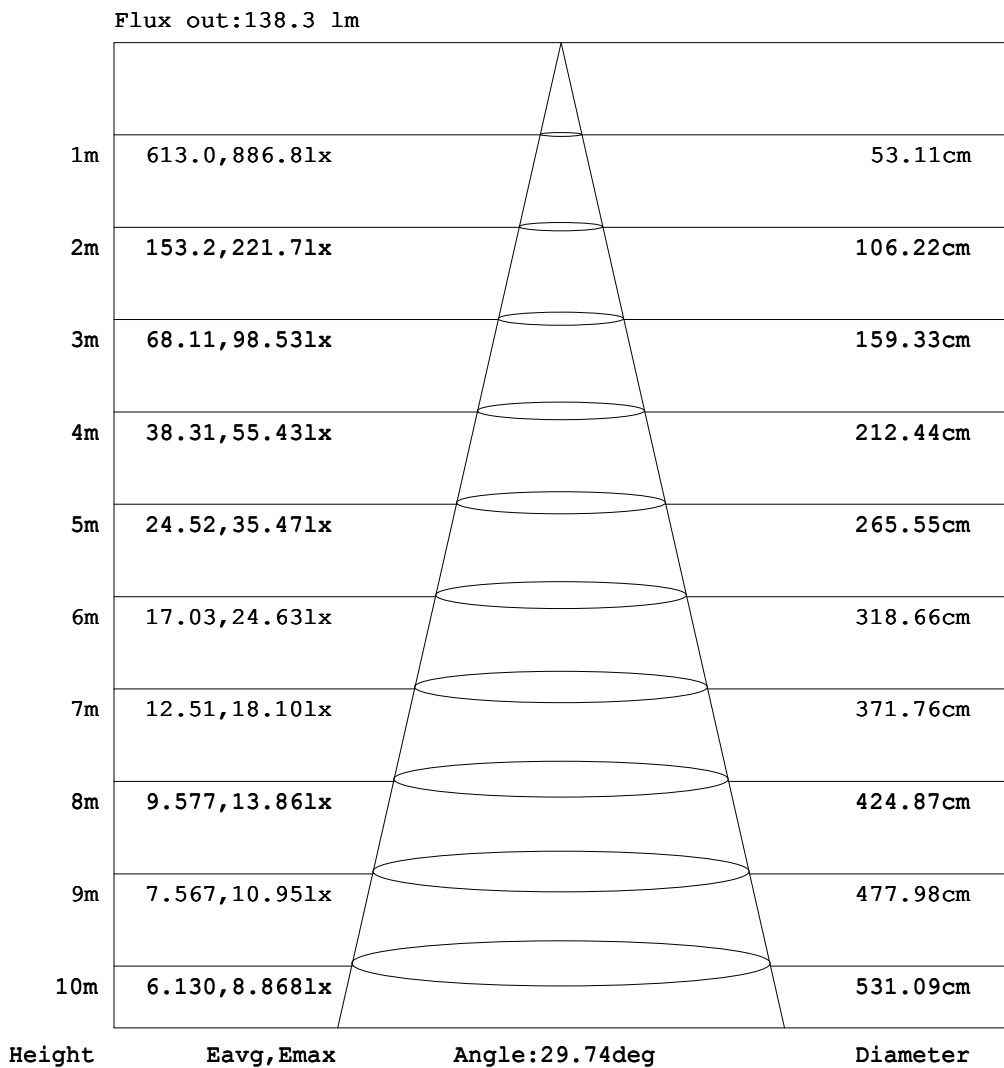 Flux out:138.3 lm
1m 613.0,886.8lx 53.11cm
2m 153.2,221.7lx 106.22cm
3m 68.11,98.53lx 159.33cm
4m 38.31,55.43lx 212.44cm
5m 24.52,35.47lx 265.55cm
6m 17.03,24.63lx 318.66cm
7m 12.51,18.10lx 371.76cm
8m 9.577,13.86lx 424.87cm
9m 7.567,10.95lx 477.98cm
10m 6.130,8.868lx 531.09cm
Height Eavg,Emax Angle:29.74deg Diameter